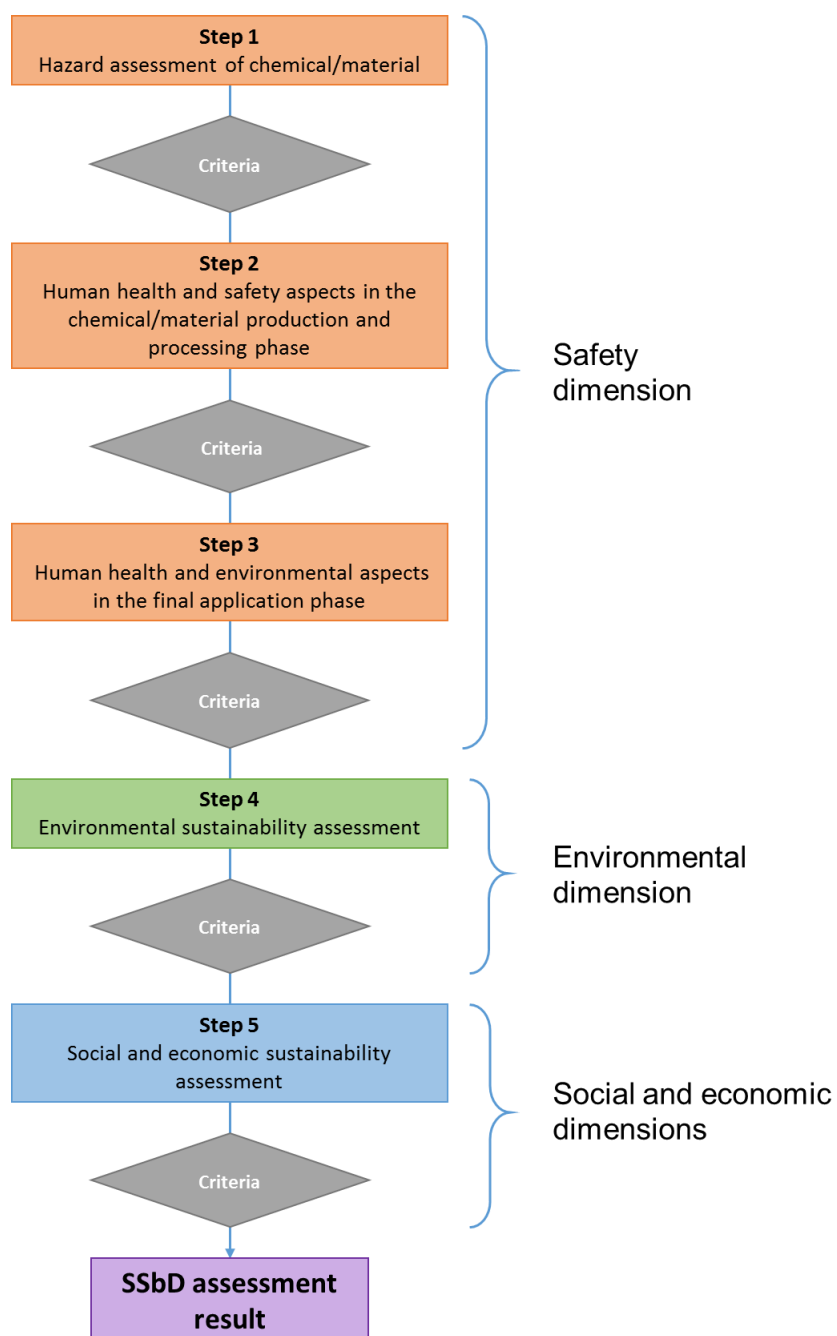 Step 1
Hazard assessment of chemical/material
Criteria
Step 2
Human health and safety aspects in the
chemical/material production and
processing phase
Safety
dimension
Criteria
Step 3
Human health and environmental aspects
in the final application phase
Criteria
Step 4
Environmental sustainability assessment
Environmental
dimension
Criteria
Step 5
Social and economic sustainability
assessment
Social and economic
dimensions
Criteria
SSbD assessment
result